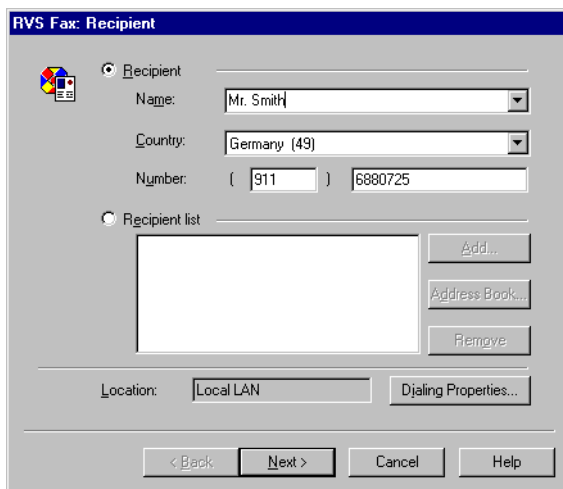 RVS Fax: Recipient
Recipient
Name: Mr. Smith
Country: Germany (49)
Number: ( 911 ) 6880725
Recipient list
Add...
Address Book...
Remove
Location: Local LAN Dialing Properties...
< Back Next > Cancel Help